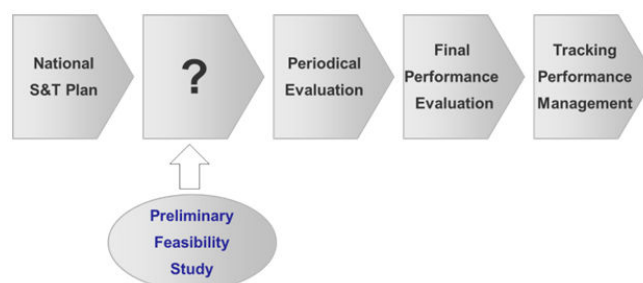 National
S&T Plan
?
Periodical
Evaluation
Final
Performance
Evaluation
Tracking
Performance
Management
Preliminary
Feasibility
Study